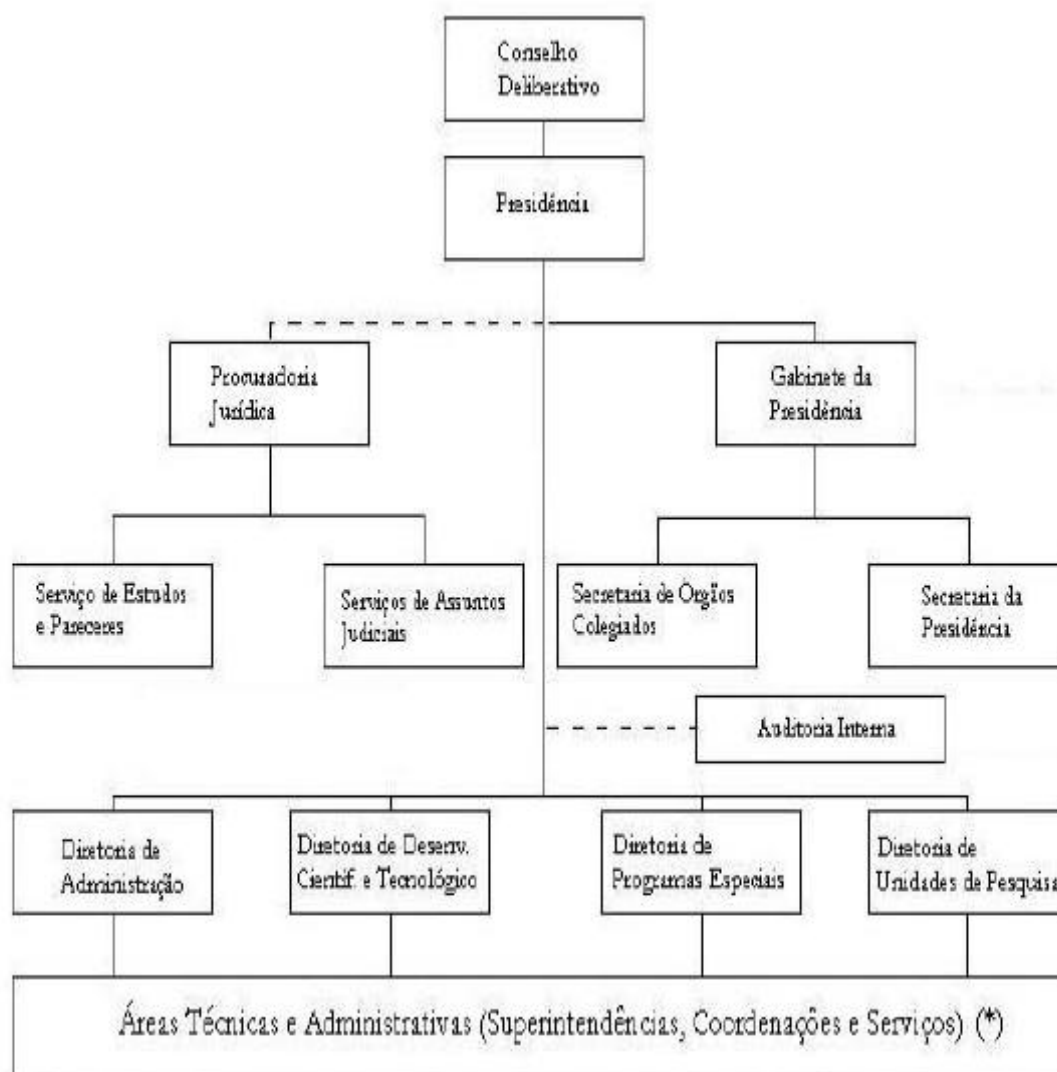 Conselho
Deliberativo
Presidência
Procuradoria
Jurídica
Gabinete da
Presidência
Serviço de Estudos
e Pareceres
Serviços de Assuntos
Judiciais
Secretaria de Orgãos
Colegiados
Secretaria da
Presidência
Auditoria Interna
Diretoria de
Administração
Diretoria de Desenv.
Cientif. e Tecnológico
Diretoria de
Programas Especiais
Diretoria de
Unidades de Pesquisa
Áreas Técnicas e Administrativas (Superintendências, Coordenações e Serviços) (*)